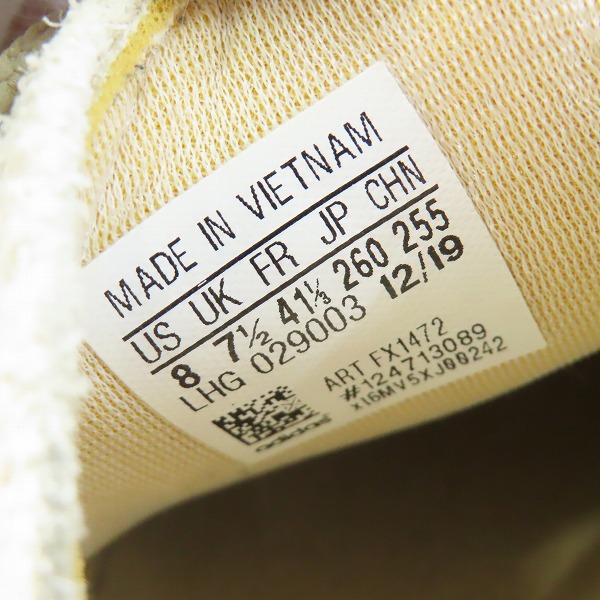 MADE IN VIETNAM
US UK FR JP CHN
8 7½ 41⅓ 260 255
LHG 029003 12/19
ART FX1472
#124713089
XI6MV5XJ00242
adidas